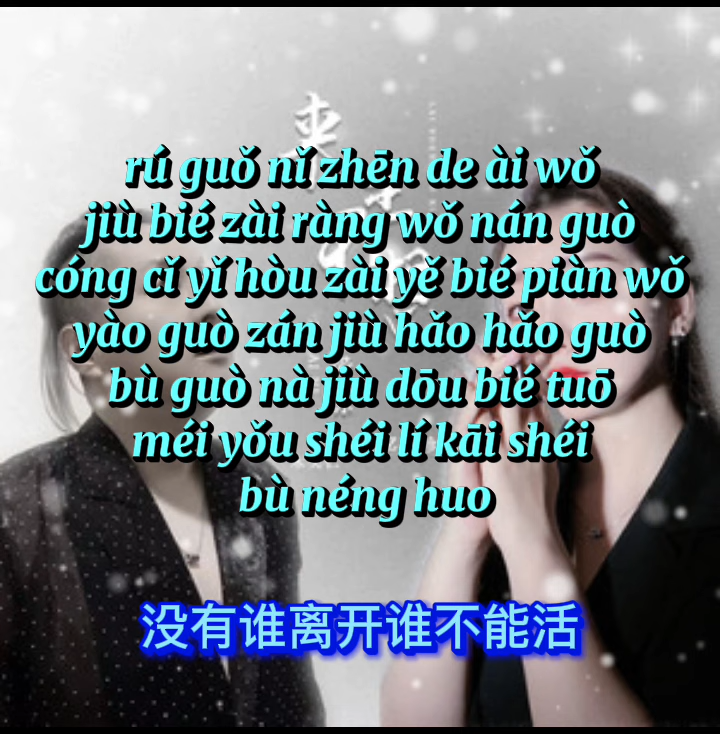 rú guǒ nǐ zhēn de ài wǒ
jiù bié zài ràng wǒ nán guò
cóng cǐ yǐ hòu zài yě bié piàn wǒ
yào guò zán jiù hǎo hǎo guò
bù guò nà jiù dōu bié tuō
méi yǒu shéi lí kāi shéi
bù néng huo
没有谁离开谁不能活